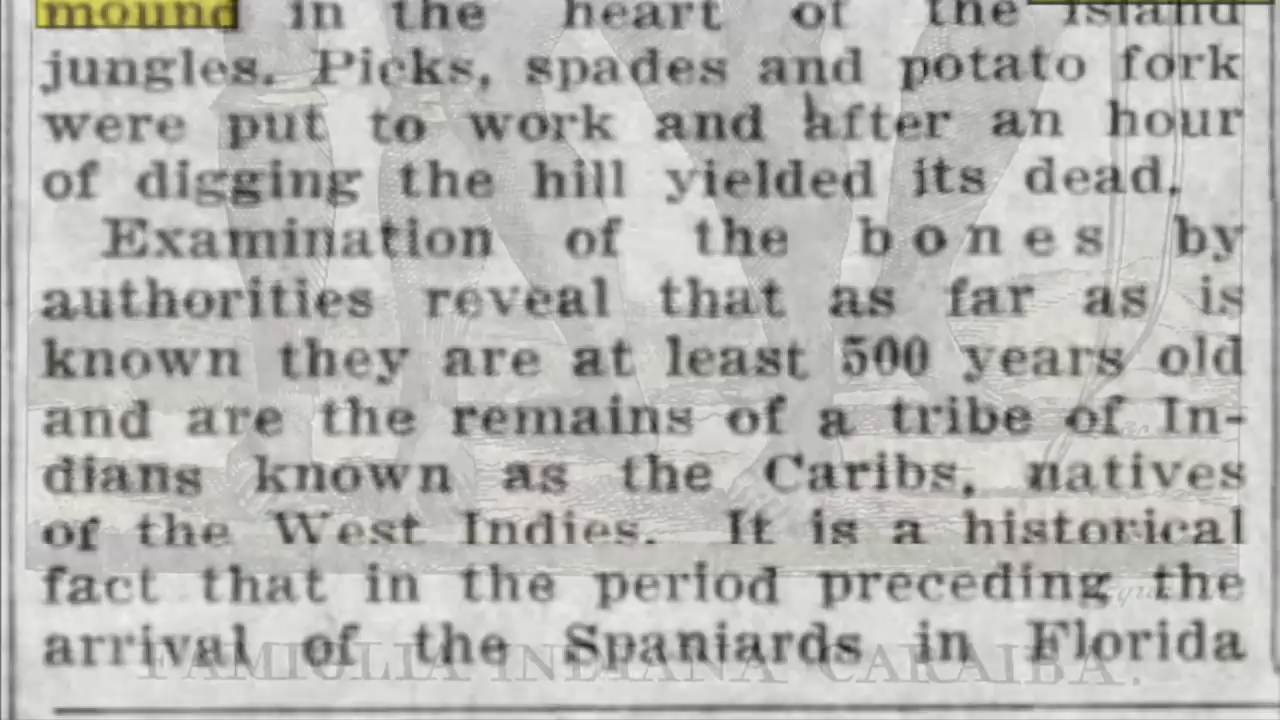 mound in the heart of the island
jungles. Picks, spades and potato fork
were put to work and after an hour
of digging the hill yielded its dead.
Examination of the bones by
authorities reveal that as far as is
known they are at least 500 years old
and are the remains of a tribe of In-
dians known as the Caribs, natives
of the West Indies. It is a historical
fact that in the period preceding the
arrival of the Spaniards in Florida
FAMIGLIA INDIANA CARAIBA.